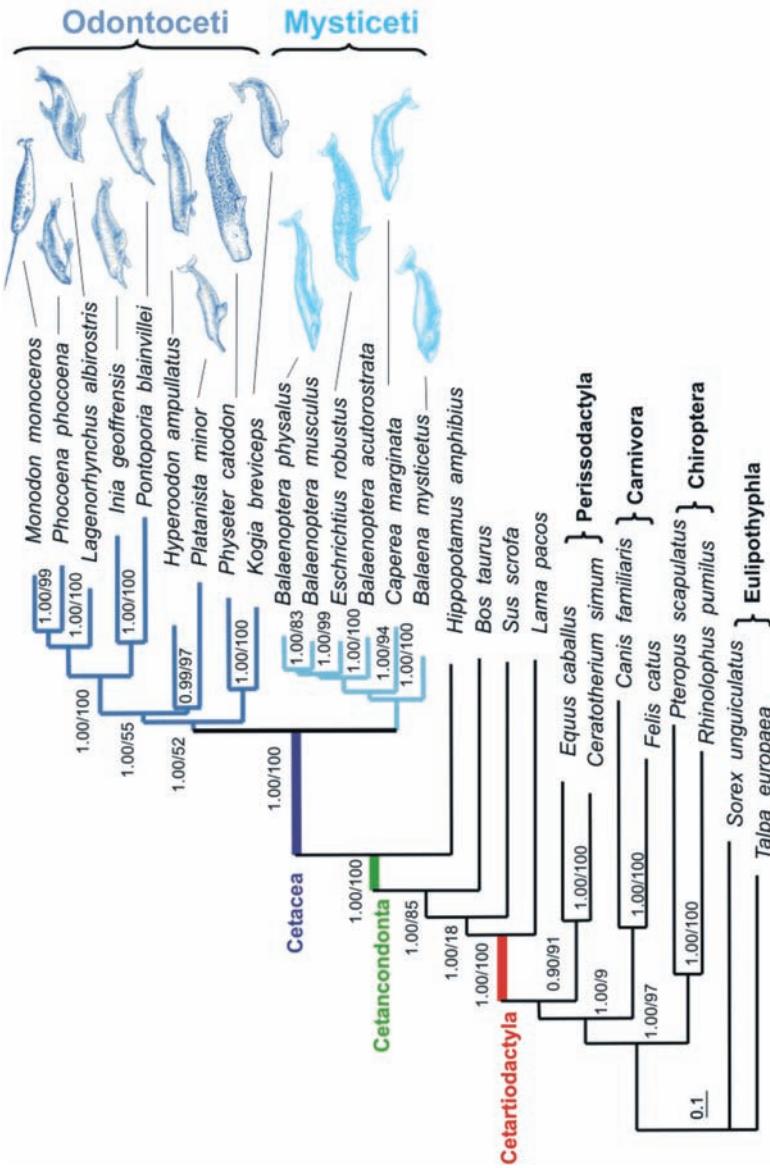 Odontoceti
Mysticeti
Monodon monoceros
Phocoena phocoena
Lagenorhynchus albirostris
Inia geoffrensis
Pontoporia blainvillei
Hyperoodon ampullatus
Platanista minor
Physeter catodon
Kogia breviceps
Balaenoptera physalus
Balaenoptera musculus
Eschrichtius robustus
Balaenoptera acutorostrata
Caperea marginata
Balaena mysticetus
Hippopotamus amphibius
Bos taurus
Sus scrofa
Lama pacos
Equus caballus
Ceratotherium simum
Perissodactyla
Canis familiaris
Felis catus
Carnivora
Pteropus scapulatus
Rhinolophus pumilus
Chiroptera
Sorex unguiculatus
Talpa europaea
Eulipothyphla
1.00/99
1.00/100
1.00/100
1.00/100
1.00/55
0.99/97
1.00/52
1.00/100
1.00/83
1.00/99
1.00/100
1.00/94
1.00/100
1.00/100
Cetacea
1.00/100
Cetancondonta
1.00/85
1.00/18
1.00/100
Cetartiodactyla
0.90/91
1.00/100
1.00/9
1.00/100
1.00/97
1.00/100
0.1